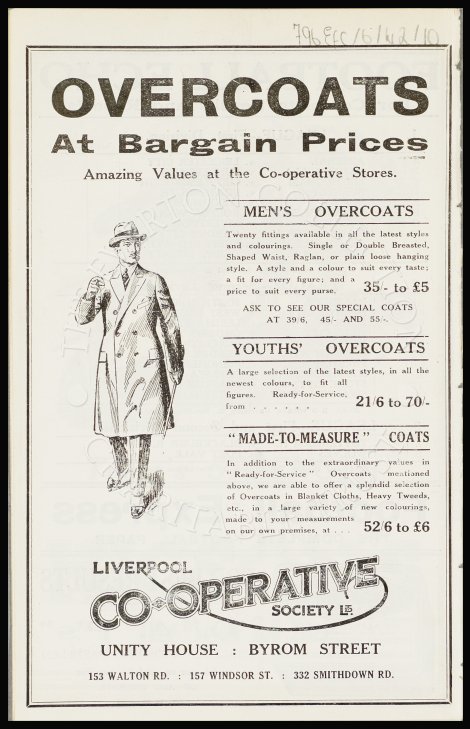 796 EFC/6/42/10
OVERCOATS
At Bargain Prices
Amazing Values at the Co-operative Stores.
MEN'S OVERCOATS
Twenty fittings available in all the latest styles
and colourings. Single or Double Breasted,
Shaped Waist, Raglan, or plain loose hanging
style. A style and a colour to suit every taste;
a fit for every figure; and a
price to suit every purse. 35/- to £5
ASK TO SEE OUR SPECIAL COATS
AT 39/6, 45/- AND 55/-.
YOUTHS' OVERCOATS
A large selection of the latest styles, in all the
newest colours, to fit all
figures. Ready-for-Service,
from . . . . . . 21/6 to 70/-
"MADE-TO-MEASURE" COATS
In addition to the extraordinary values in
"Ready-for-Service" Overcoats mentioned
above, we are able to offer a splendid selection
of Overcoats in Blanket Cloths, Heavy Tweeds,
etc., in a large variety of new colourings,
made to your measurements
on our own premises, at . . . 52/6 to £6
LIVERPOOL
CO-OPERATIVE
SOCIETY LTD.
UNITY HOUSE : BYROM STREET
153 WALTON RD. : 157 WINDSOR ST. : 332 SMITHDOWN RD.